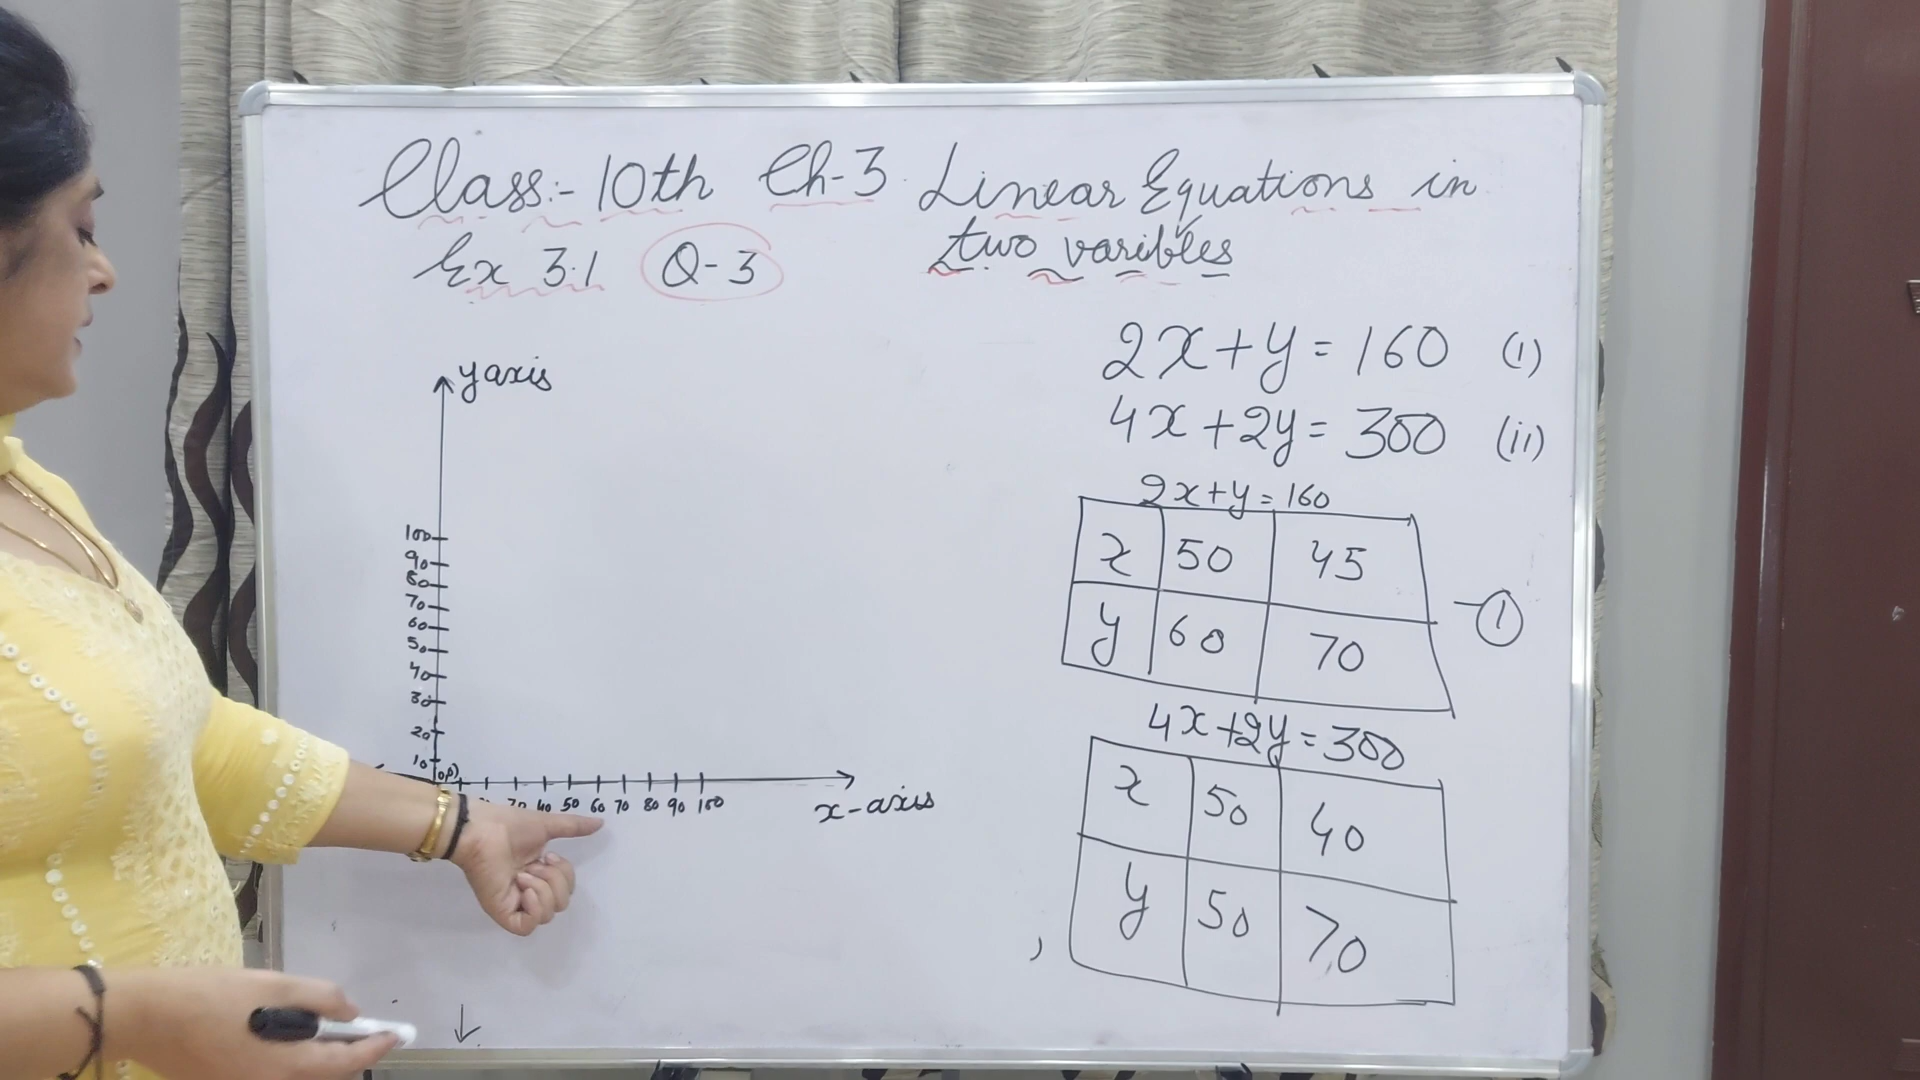 Class:- 10th Ch-3 Linear Equations in
two varibles
Ex 3.1 Q-3
2x+y=160 (i)
4x+2y=300 (ii)
y axis
100
90
80
70
60
50
40
30
20
10
(0,0)
40 50 60 70 80 90 100
x-axis
2x+y=160
x 50 45
y 60 70
1
4x+2y=300
x 50 40
y 50 70